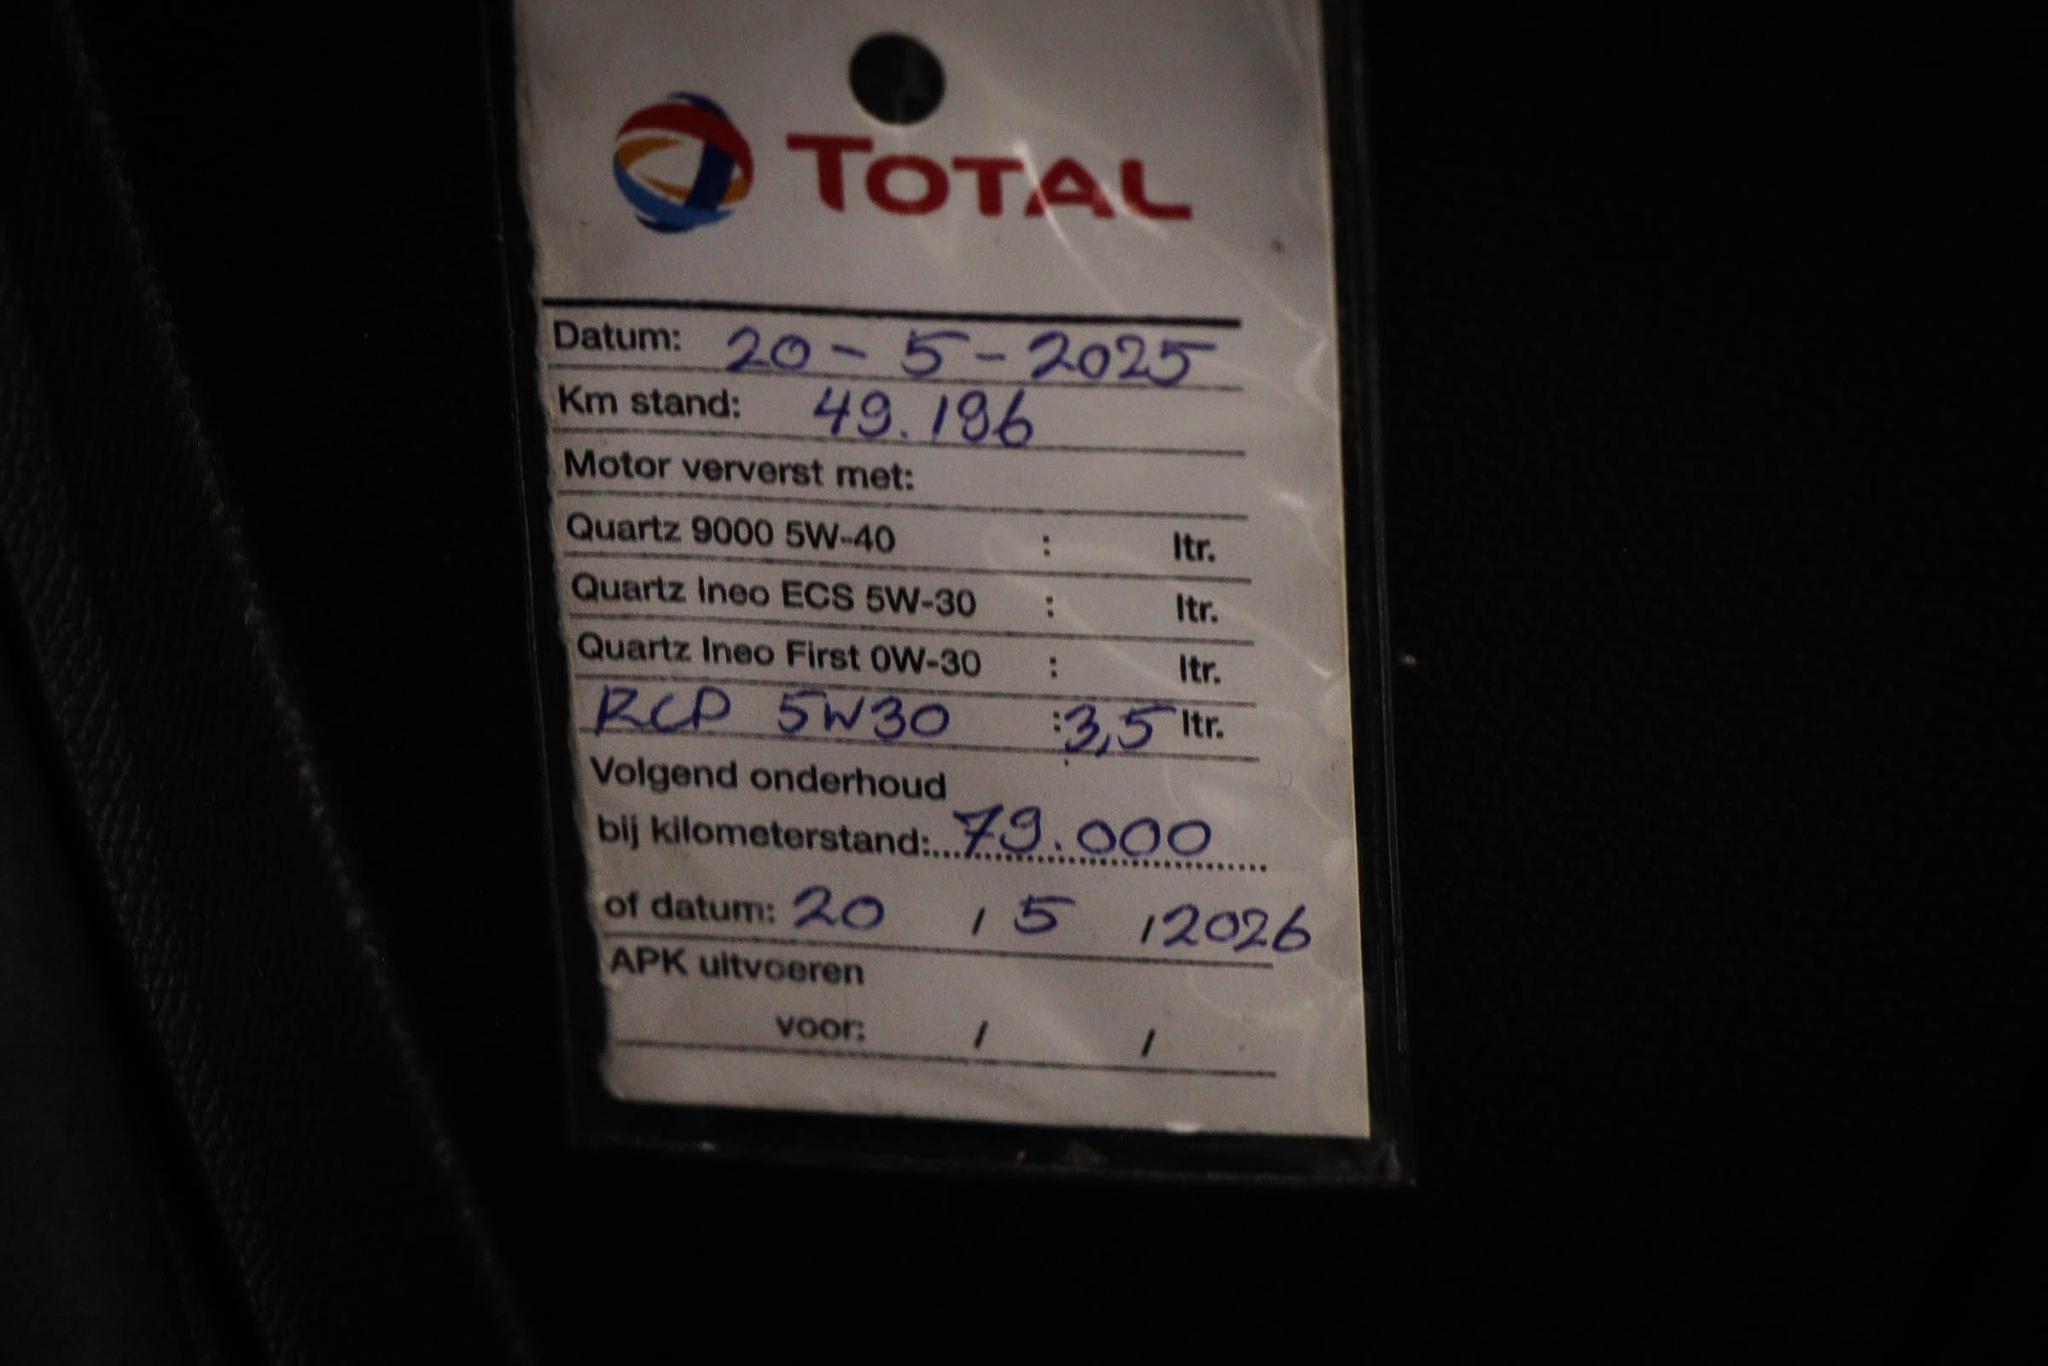 TOTAL
Datum: 20-5-2025
Km stand: 49.196
Motor ververst met:
Quartz 9000 5W-40 : ltr.
Quartz Ineo ECS 5W-30 : ltr.
Quartz Ineo First 0W-30 : ltr.
RCP 5W30 :3,5 ltr.
Volgend onderhoud
bij kilometerstand:....79.000
of datum: 20 / 5 /2026
APK uitvoeren
voor: / /